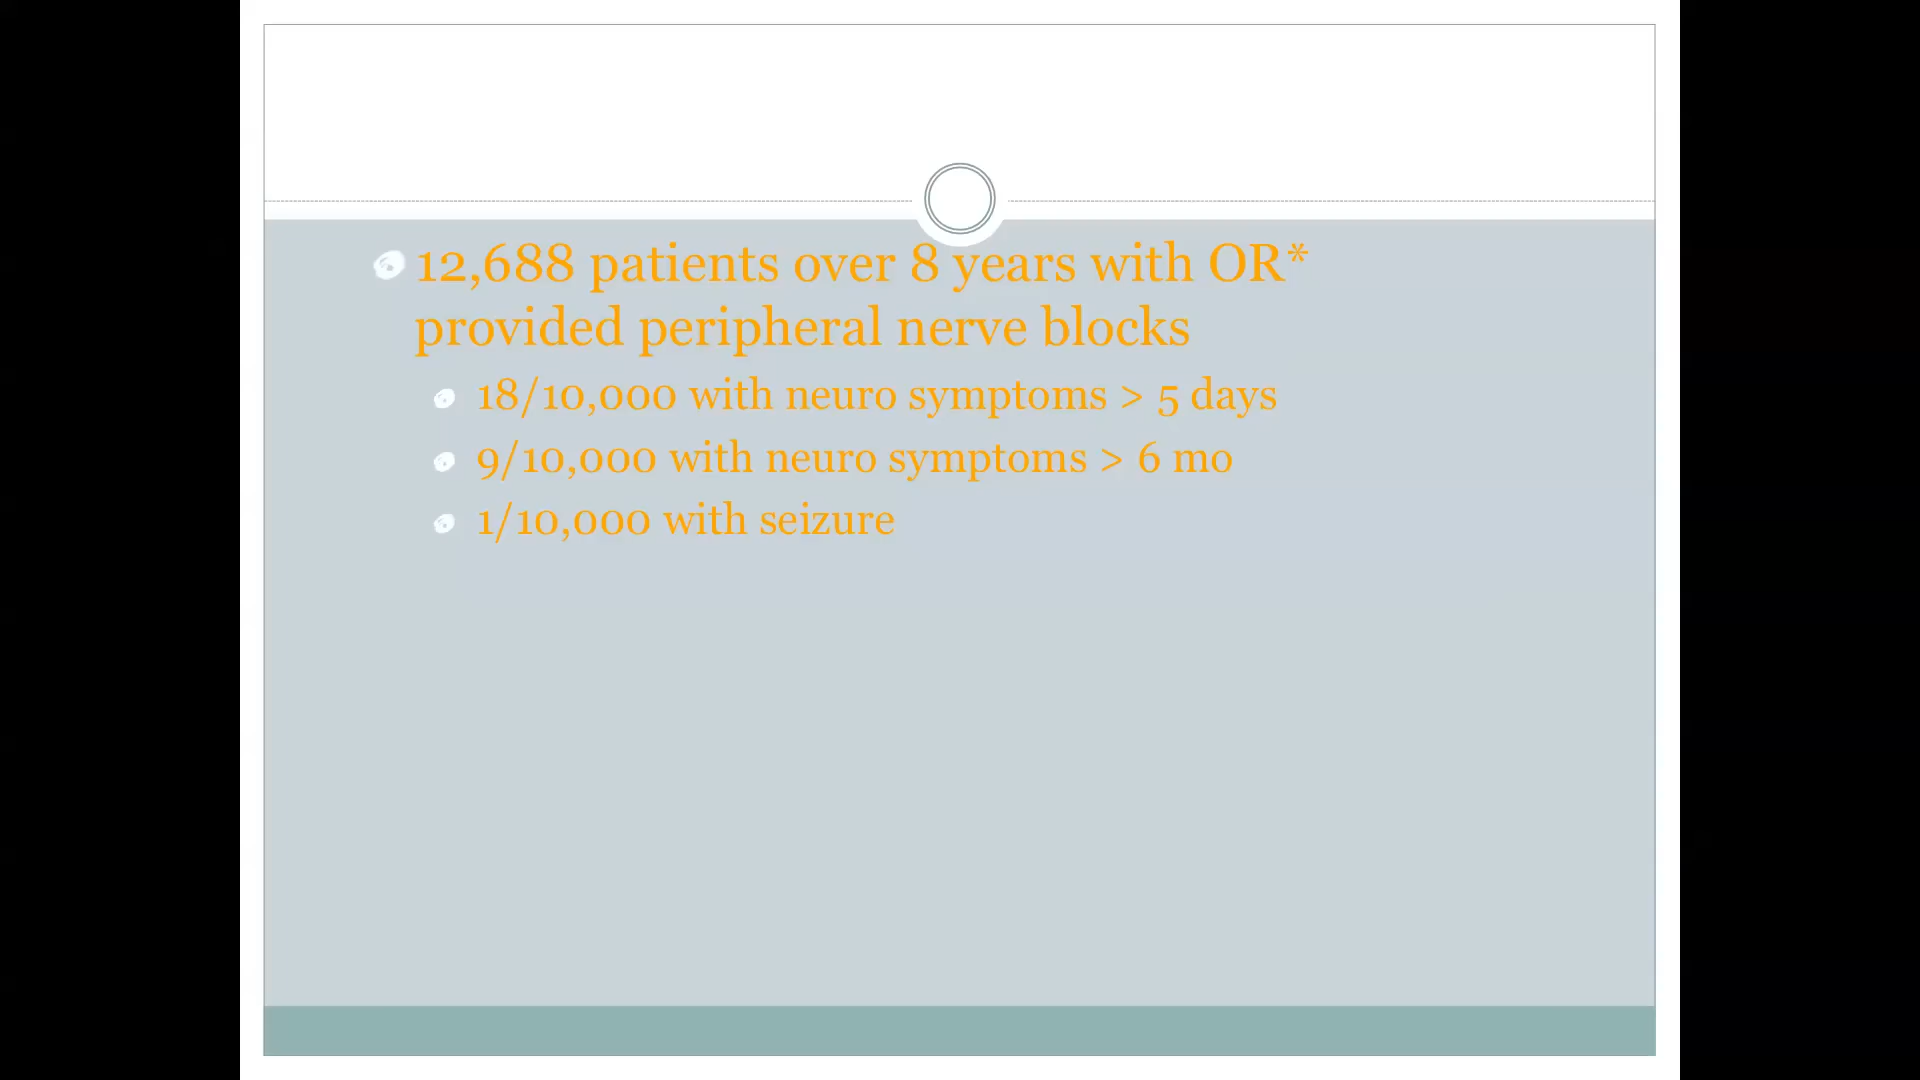 12,688 patients over 8 years with OR*
provided peripheral nerve blocks
18/10,000 with neuro symptoms > 5 days
9/10,000 with neuro symptoms > 6 mo
1/10,000 with seizure